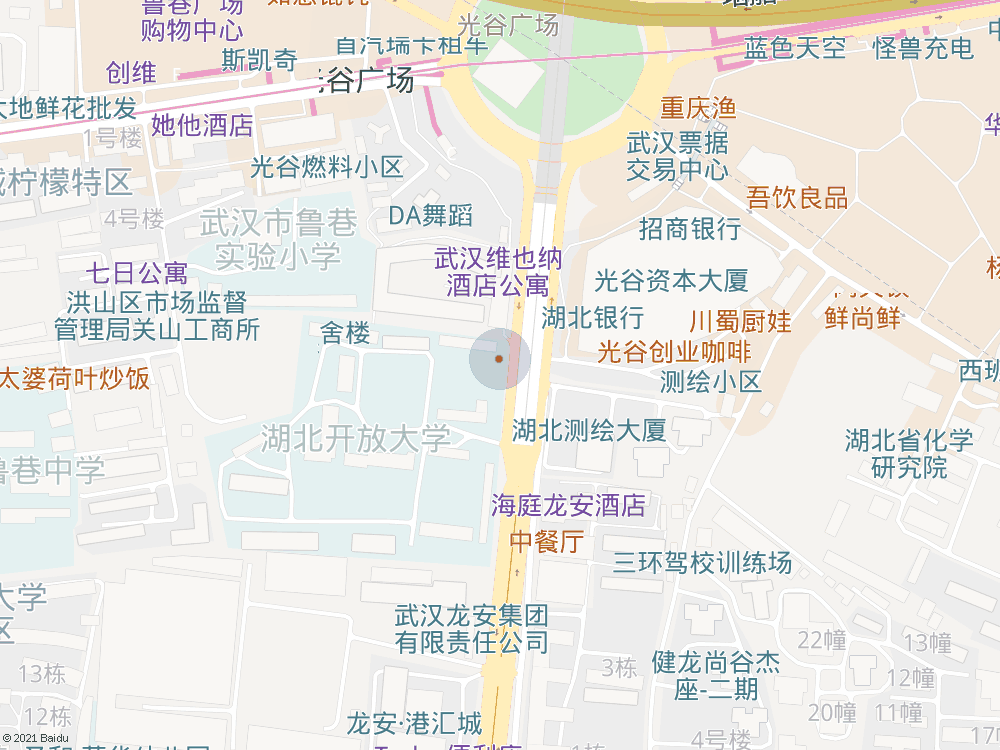 鲁巷广场
购物中心
光谷广场
斯凯奇
创维
谷广场
蓝色天空
怪兽充电
大地鲜花批发
她他酒店
1号楼
重庆渔
武汉票据
交易中心
光谷燃料小区
柠檬特区
4号楼
武汉市鲁巷
实验小学
DA舞蹈
吾饮良品
招商银行
武汉维也纳
酒店公寓
七日公寓
光谷资本大厦
洪山区市场监督
管理局关山工商所
舍楼
湖北银行
川蜀厨娃
鲜尚鲜
光谷创业咖啡
测绘小区
西班
太婆荷叶炒饭
湖北开放大学
湖北测绘大厦
湖北省化学
研究院
鲁巷中学
海庭龙安酒店
中餐厅
三环驾校训练场
大学
区
武汉龙安集团
有限责任公司
22幢
13幢
13栋
3栋
健龙尚谷杰
座-二期
12幢
12栋
20幢
11幢
龙安·港汇城
4号楼
17
1栋
© 2021 Baidu